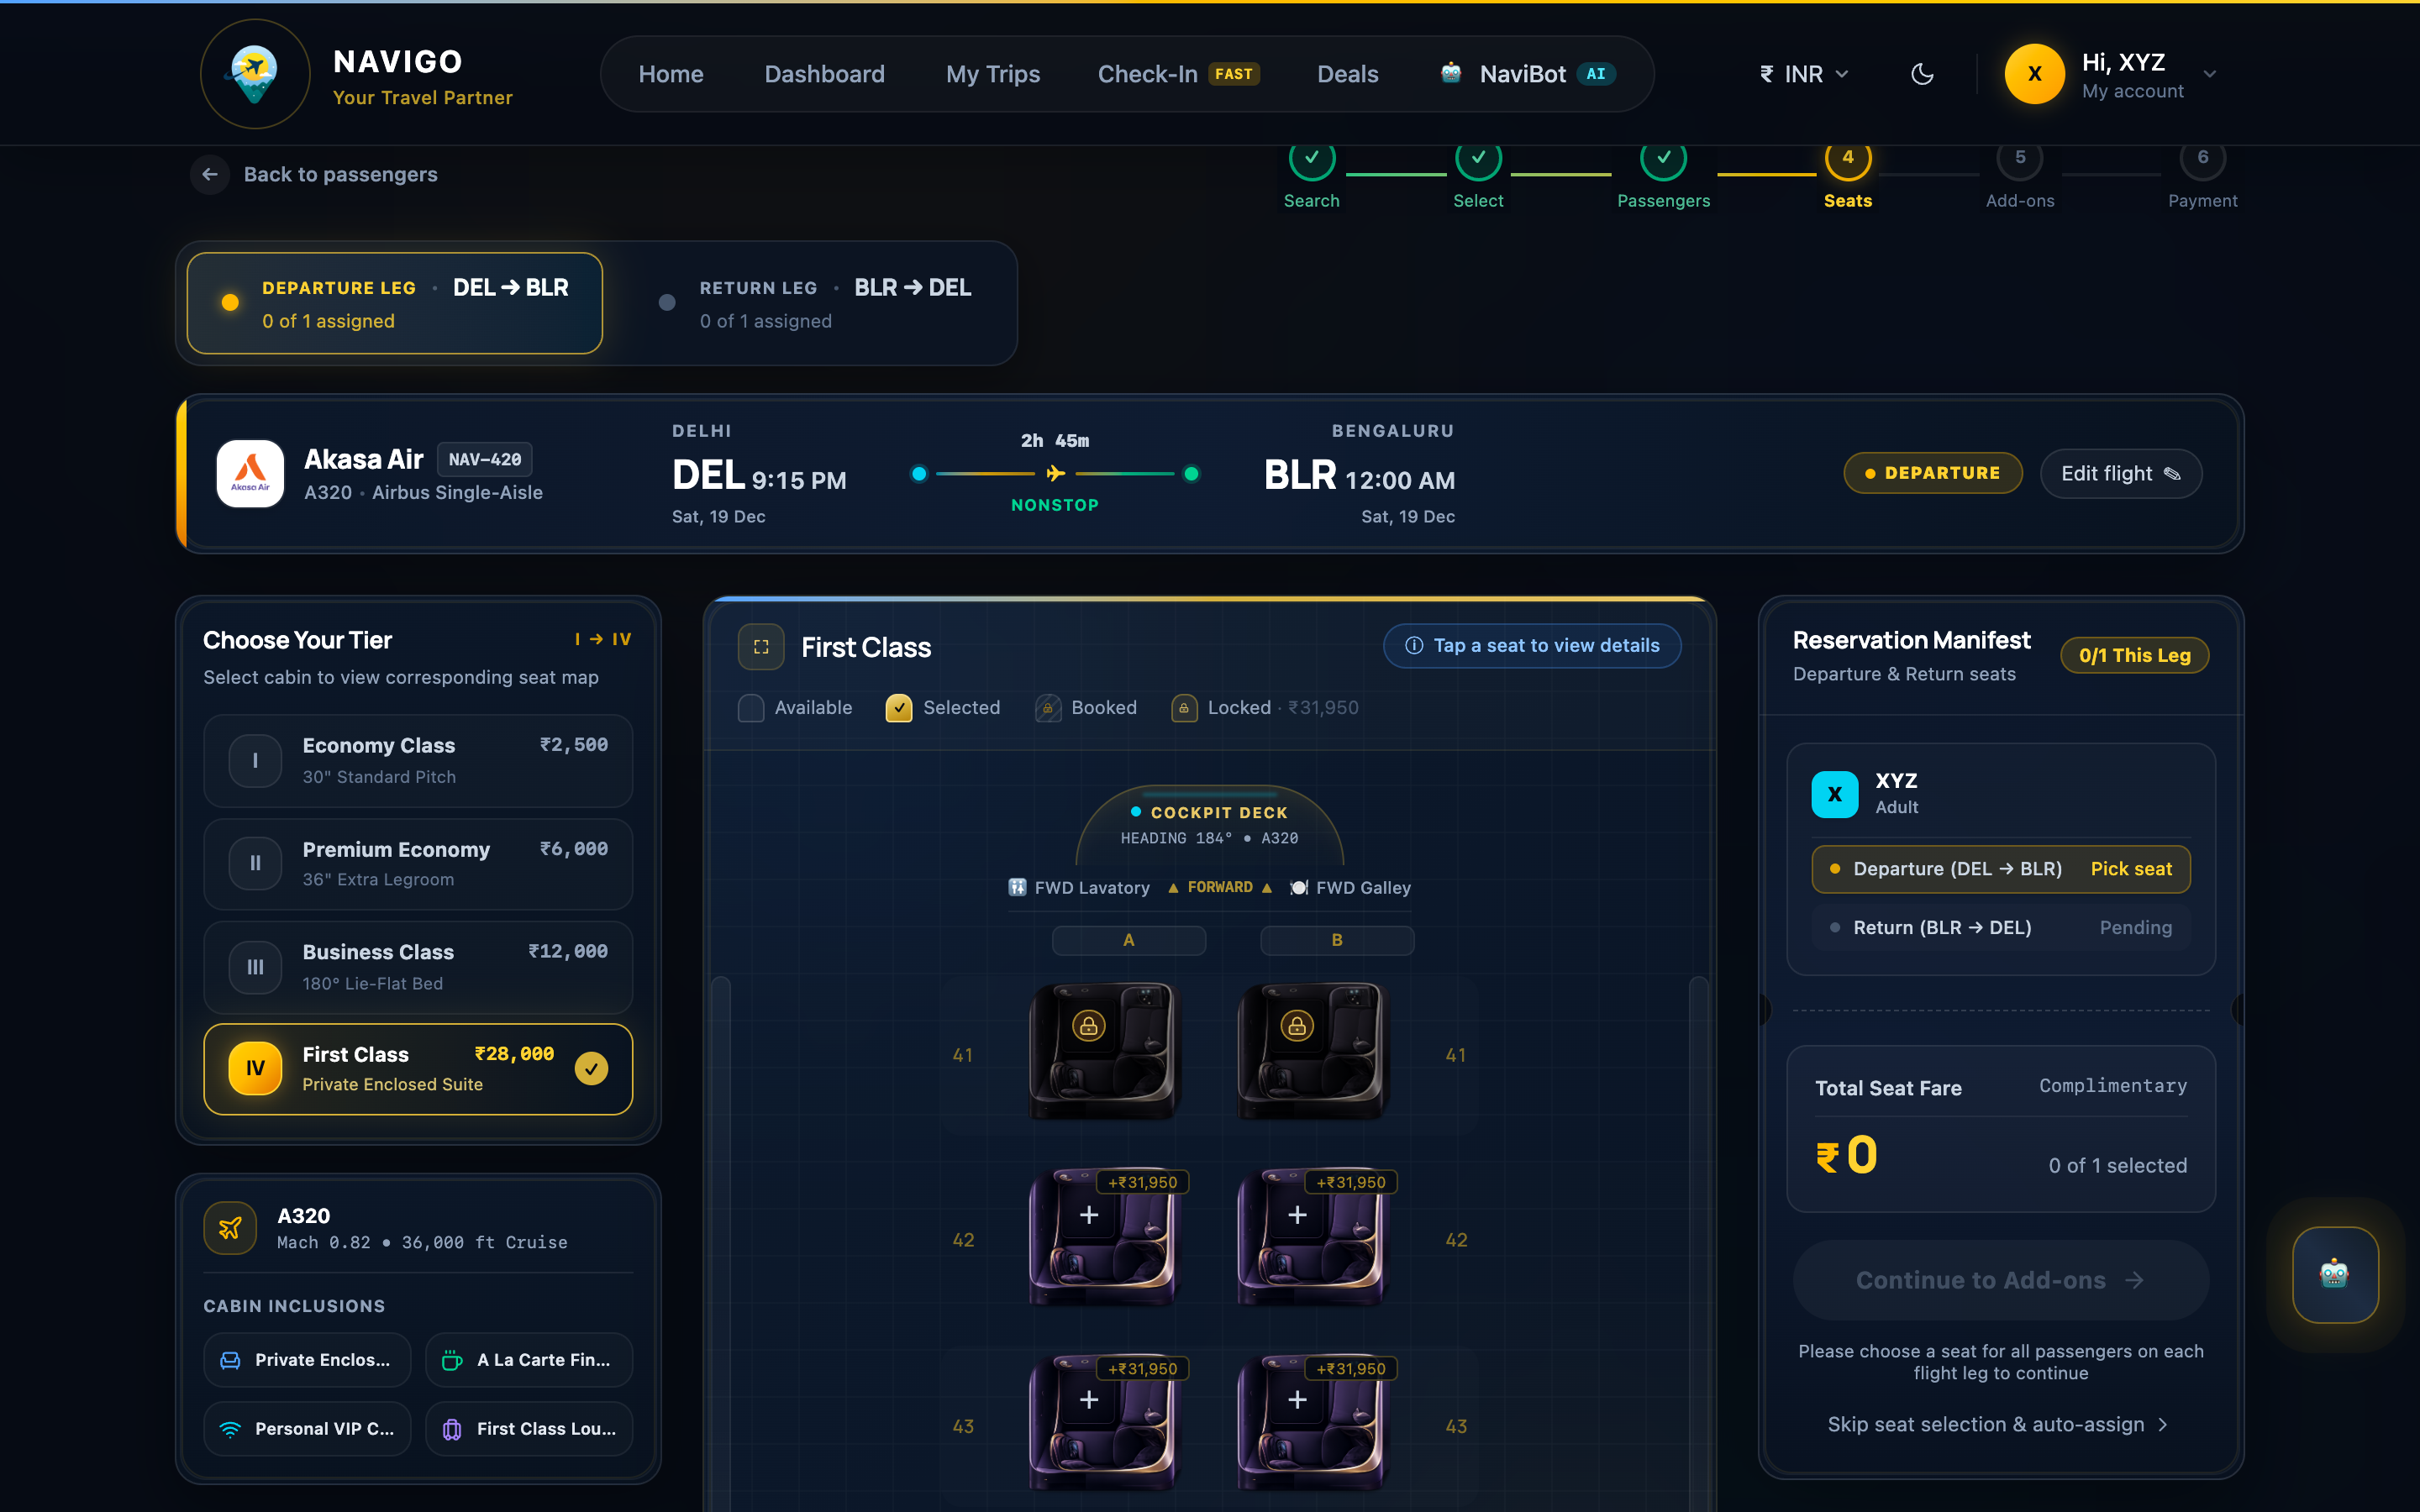 NAVIGO
Your Travel Partner
Home
Dashboard
My Trips
Check-In FAST
Deals
NaviBot AI
₹ INR
X
Hi, XYZ
My account
Back to passengers
4
5
6
Search
Select
Passengers
Seats
Add-ons
Payment
DEPARTURE LEG • DEL → BLR
0 of 1 assigned
RETURN LEG • BLR → DEL
0 of 1 assigned
Akasa Air
Akasa Air NAV-420
A320 • Airbus Single-Aisle
DELHI
DEL 9:15 PM
Sat, 19 Dec
2h 45m
NONSTOP
BENGALURU
BLR 12:00 AM
Sat, 19 Dec
DEPARTURE
Edit flight ✎
Choose Your Tier
I → IV
Select cabin to view corresponding seat map
I
Economy Class ₹2,500
30" Standard Pitch
II
Premium Economy ₹6,000
36" Extra Legroom
III
Business Class ₹12,000
180° Lie-Flat Bed
IV
First Class ₹28,000
Private Enclosed Suite
A320
Mach 0.82 • 36,000 ft Cruise
CABIN INCLUSIONS
Private Enclos...
A La Carte Fin...
Personal VIP C...
First Class Lou...
First Class
Tap a seat to view details
Available
Selected
Booked
Locked · ₹31,950
COCKPIT DECK
HEADING 184° • A320
FWD Lavatory
▲ FORWARD ▲
FWD Galley
A
B
41
41
42
+₹31,950
+₹31,950
42
43
+₹31,950
+₹31,950
43
Reservation Manifest
Departure & Return seats
0/1 This Leg
X
XYZ
Adult
Departure (DEL → BLR) Pick seat
Return (BLR → DEL) Pending
Total Seat Fare
Complimentary
₹0
0 of 1 selected
Continue to Add-ons →
Please choose a seat for all passengers on each
flight leg to continue
Skip seat selection & auto-assign >